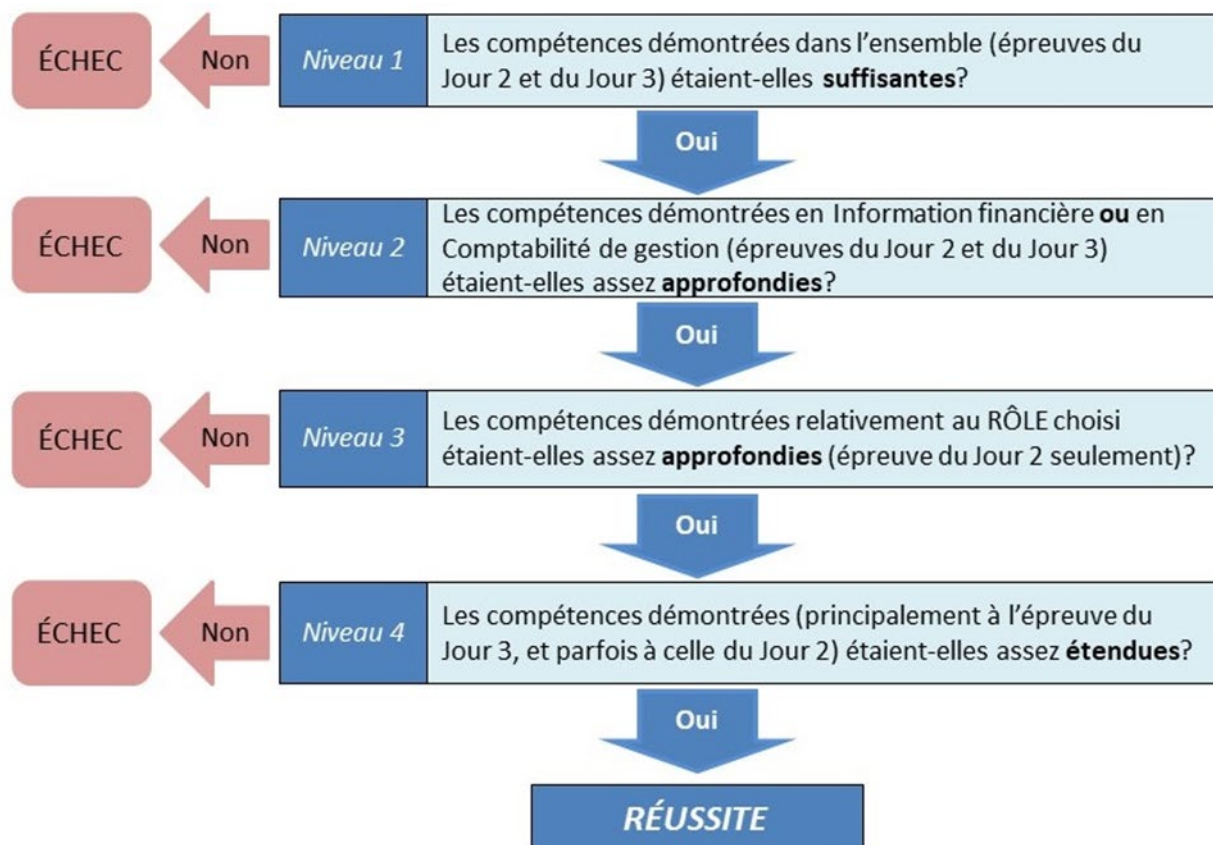 ÉCHEC
Non
Niveau 1
Les compétences démontrées dans l'ensemble (épreuves du
Jour 2 et du Jour 3) étaient-elles suffisantes?
Oui
ÉCHEC
Non
Niveau 2
Les compétences démontrées en Information financière ou en
Comptabilité de gestion (épreuves du Jour 2 et du Jour 3)
étaient-elles assez approfondies?
Oui
ÉCHEC
Non
Niveau 3
Les compétences démontrées relativement au RÔLE choisi
étaient-elles assez approfondies (épreuve du Jour 2 seulement)?
Oui
ÉCHEC
Non
Niveau 4
Les compétences démontrées (principalement à l'épreuve du
Jour 3, et parfois à celle du Jour 2) étaient-elles assez étendues?
Oui
RÉUSSITE